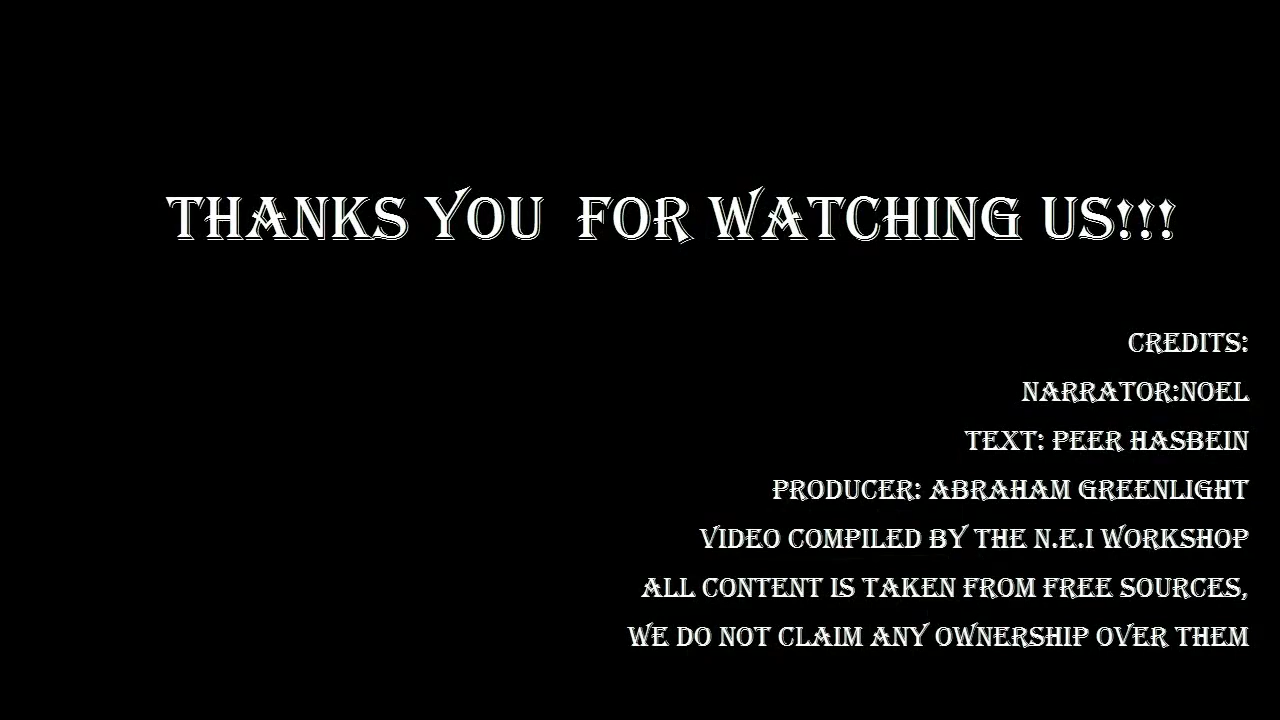 THANKS YOU FOR WATCHING US!!!
CREDITS:
NARRATOR:NOEL
TEXT: PEER HASBEIN
PRODUCER: ABRAHAM GREENLIGHT
VIDEO COMPILED BY THE N.E.I WORKSHOP
ALL CONTENT IS TAKEN FROM FREE SOURCES,
WE DO NOT CLAIM ANY OWNERSHIP OVER THEM